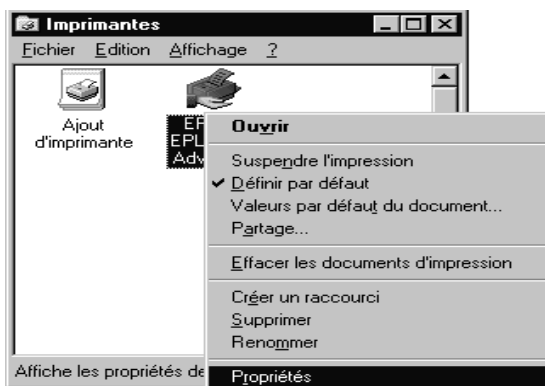 Imprimantes
Fichier Edition Affichage ?
Ajout
d'imprimante
EPL
Adv
Ouvrir
Suspendre l'impression
Définir par défaut
Valeurs par défaut du document...
Partage...
Effacer les documents d'impression
Créer un raccourci
Supprimer
Renommer
Propriétés
Affiche les propriétés de